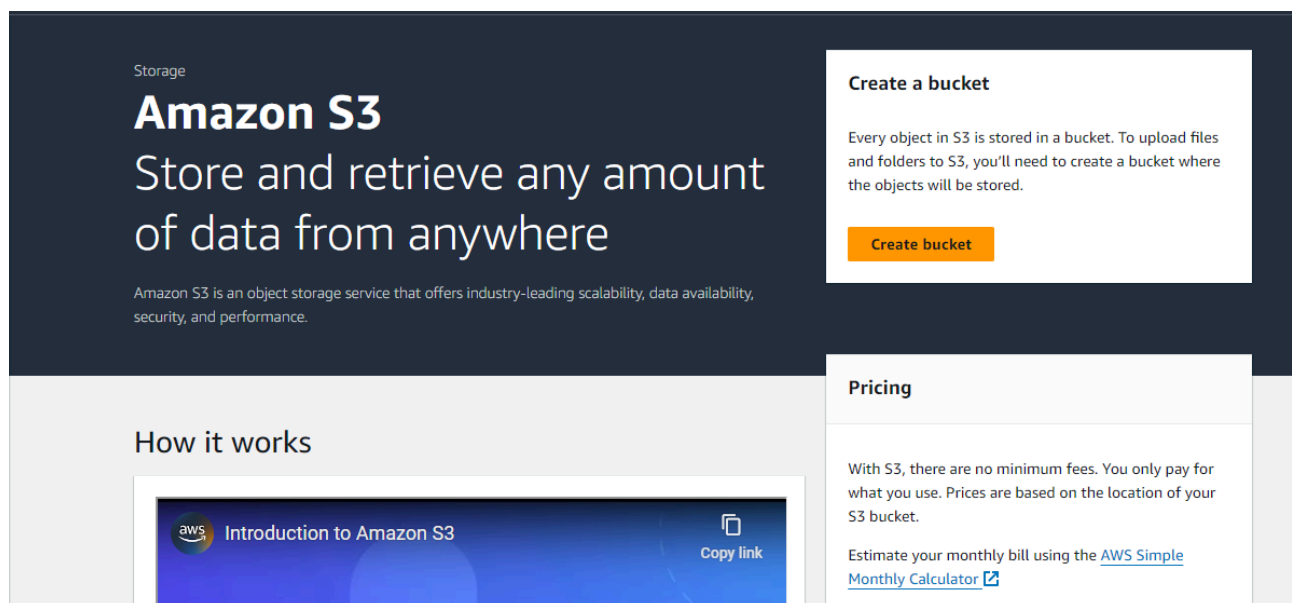 Storage
Amazon S3
Store and retrieve any amount
of data from anywhere
Amazon S3 is an object storage service that offers industry-leading scalability, data availability,
security, and performance.
Create a bucket
Every object in S3 is stored in a bucket. To upload files
and folders to S3, you'll need to create a bucket where
the objects will be stored.
Create bucket
How it works
aws
Introduction to Amazon S3
Copy link
Pricing
With S3, there are no minimum fees. You only pay for
what you use. Prices are based on the location of your
S3 bucket.
Estimate your monthly bill using the AWS Simple
Monthly Calculator